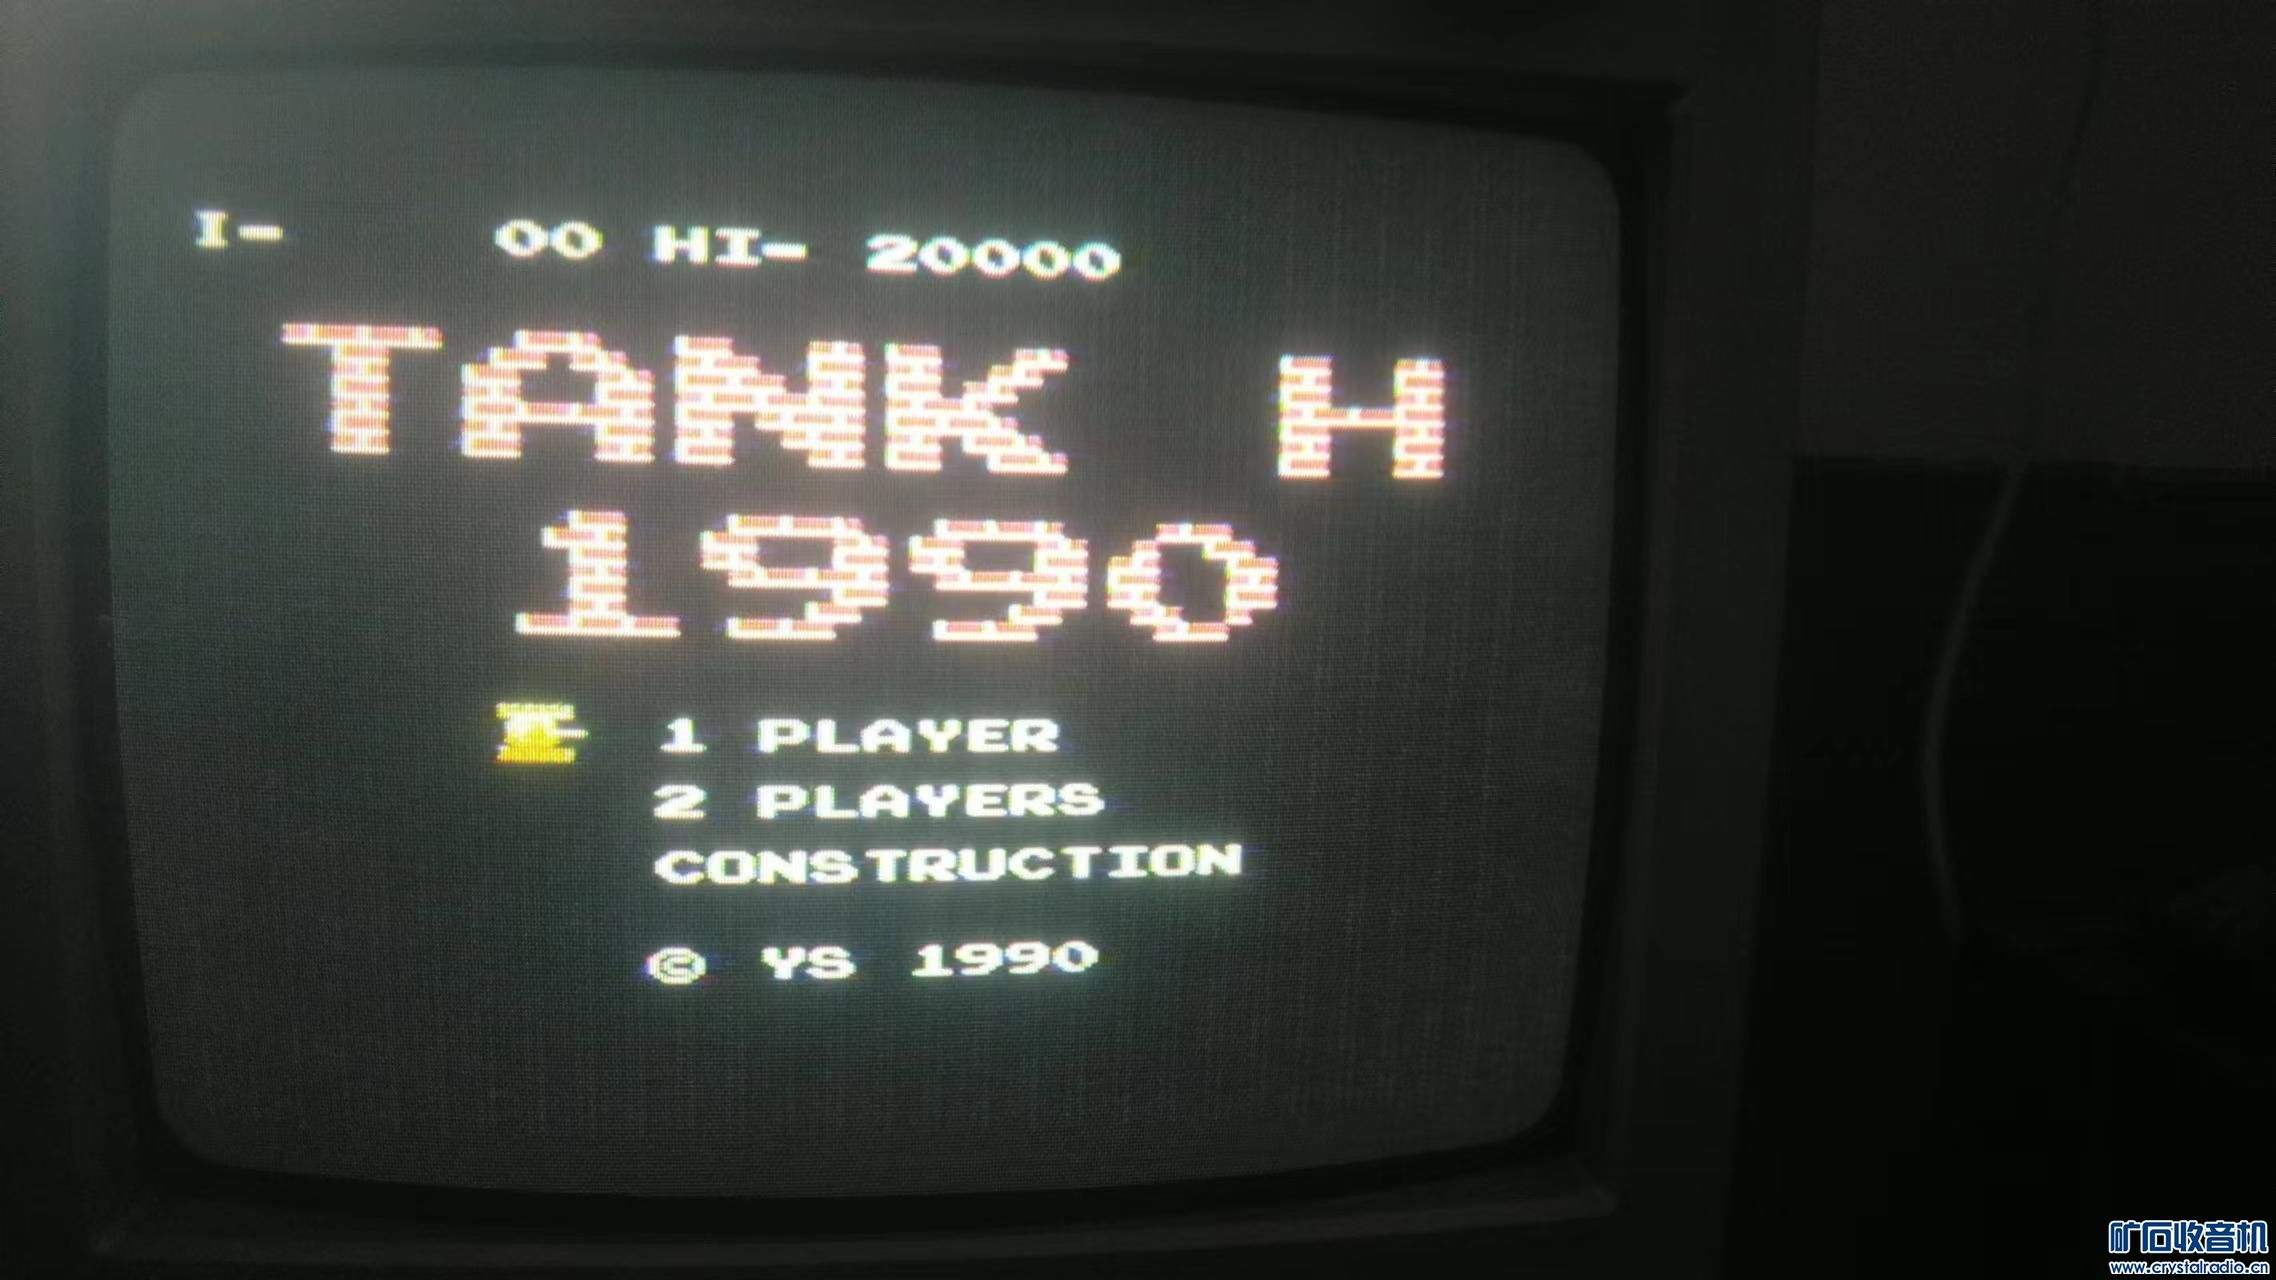 I- 00 HI- 20000
TANK H
1990
1 PLAYER
2 PLAYERS
CONSTRUCTION
© YS 1990
矿石收音机
www.crystalradio.cn